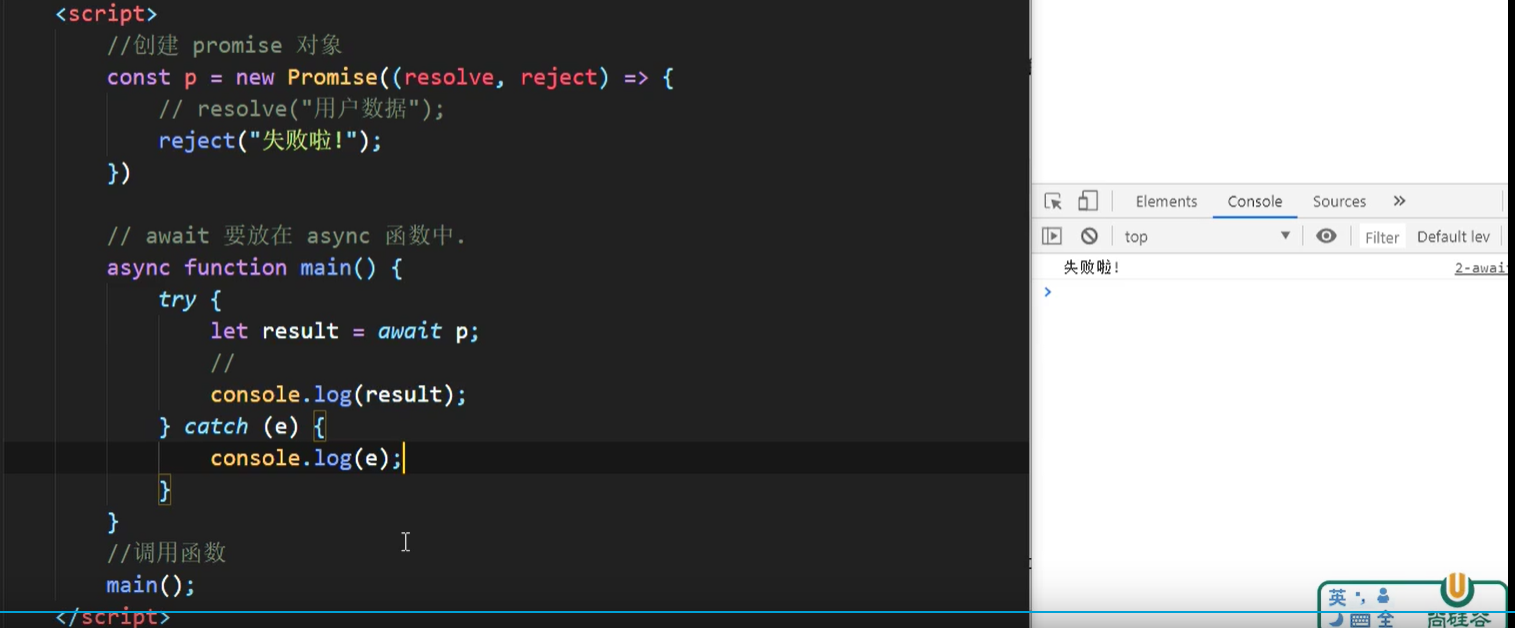 <script>
//创建 promise 对象
const p = new Promise((resolve, reject) => {
// resolve("用户数据");
reject("失败啦!");
})
// await 要放在 async 函数中.
async function main() {
try {
let result = await p;
//
console.log(result);
} catch (e) {
console.log(e);
}
}
//调用函数
main();
</script>
Elements Console Sources »
top Filter Default lev
失败啦! 2-awai
英 全
尚硅谷